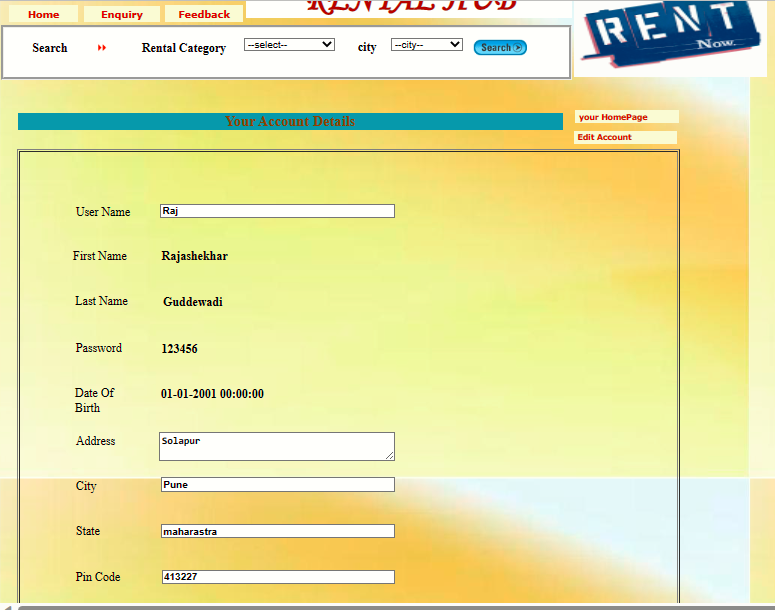 Home Enquiry Feedback RENTAL HUB
RENT
Now.
Search Rental Category --select-- city --city-- Search
Your Account Details
your HomePage
Edit Account
User Name Raj
First Name Rajashekhar
Last Name Guddewadi
Password 123456
Date Of
Birth
01-01-2001 00:00:00
Address Solapur
City Pune
State maharastra
Pin Code 413227